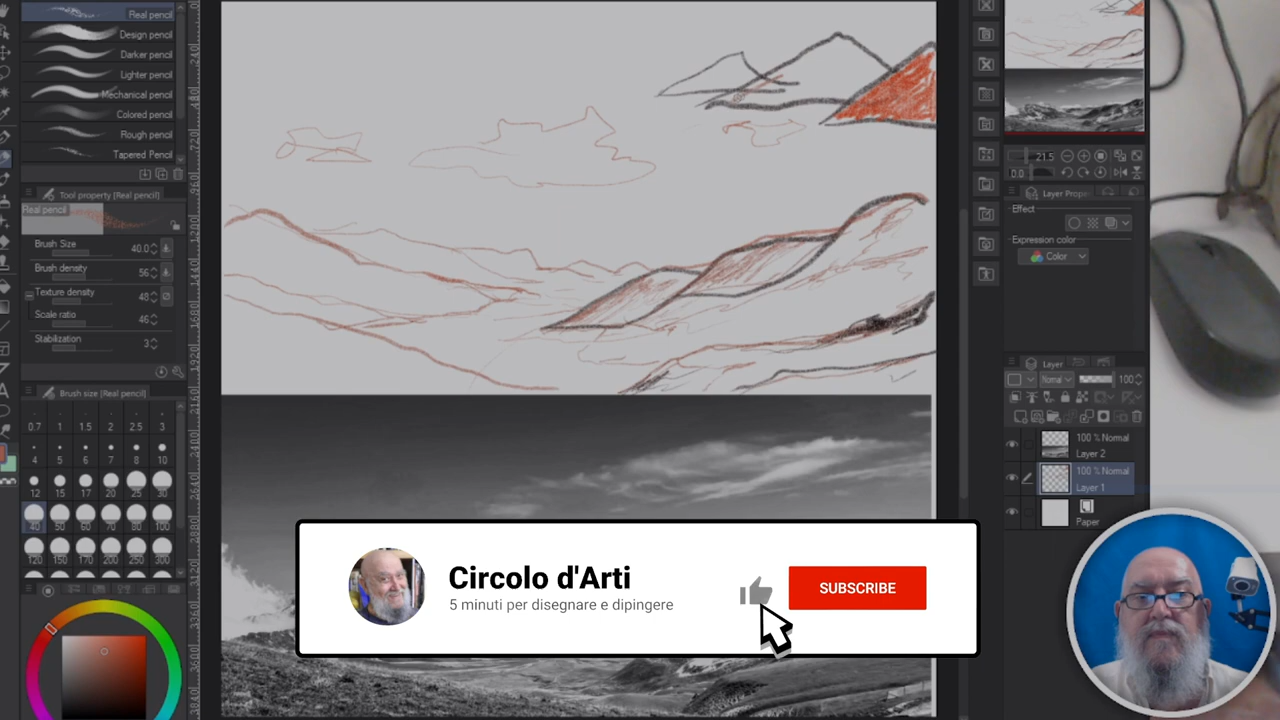 Real pencil
Design pencil
Darker pencil
Lighter pencil
Mechanical pencil
Colored pencil
Rough pencil
Tapered Pencil
Tool property [Real pencil]
Real pencil
Brush Size 40.0
Brush density 56
Texture density 48
Scale ratio 46
Stabilization 3
Brush size [Real pencil]
0.7 1 1.5 2 2.5 3
4 5 6 7 8 10
12 15 17 20 25 30
40 50 60 70 80 100
120 150 170 200 250 300
21.5
0.0
Layer Prope
Effect
Expression color
Color
Layer
Normal 100
100 % Normal
Layer 2
100 % Normal
Layer 1
Paper
Circolo d'Arti
5 minuti per disegnare e dipingere
SUBSCRIBE